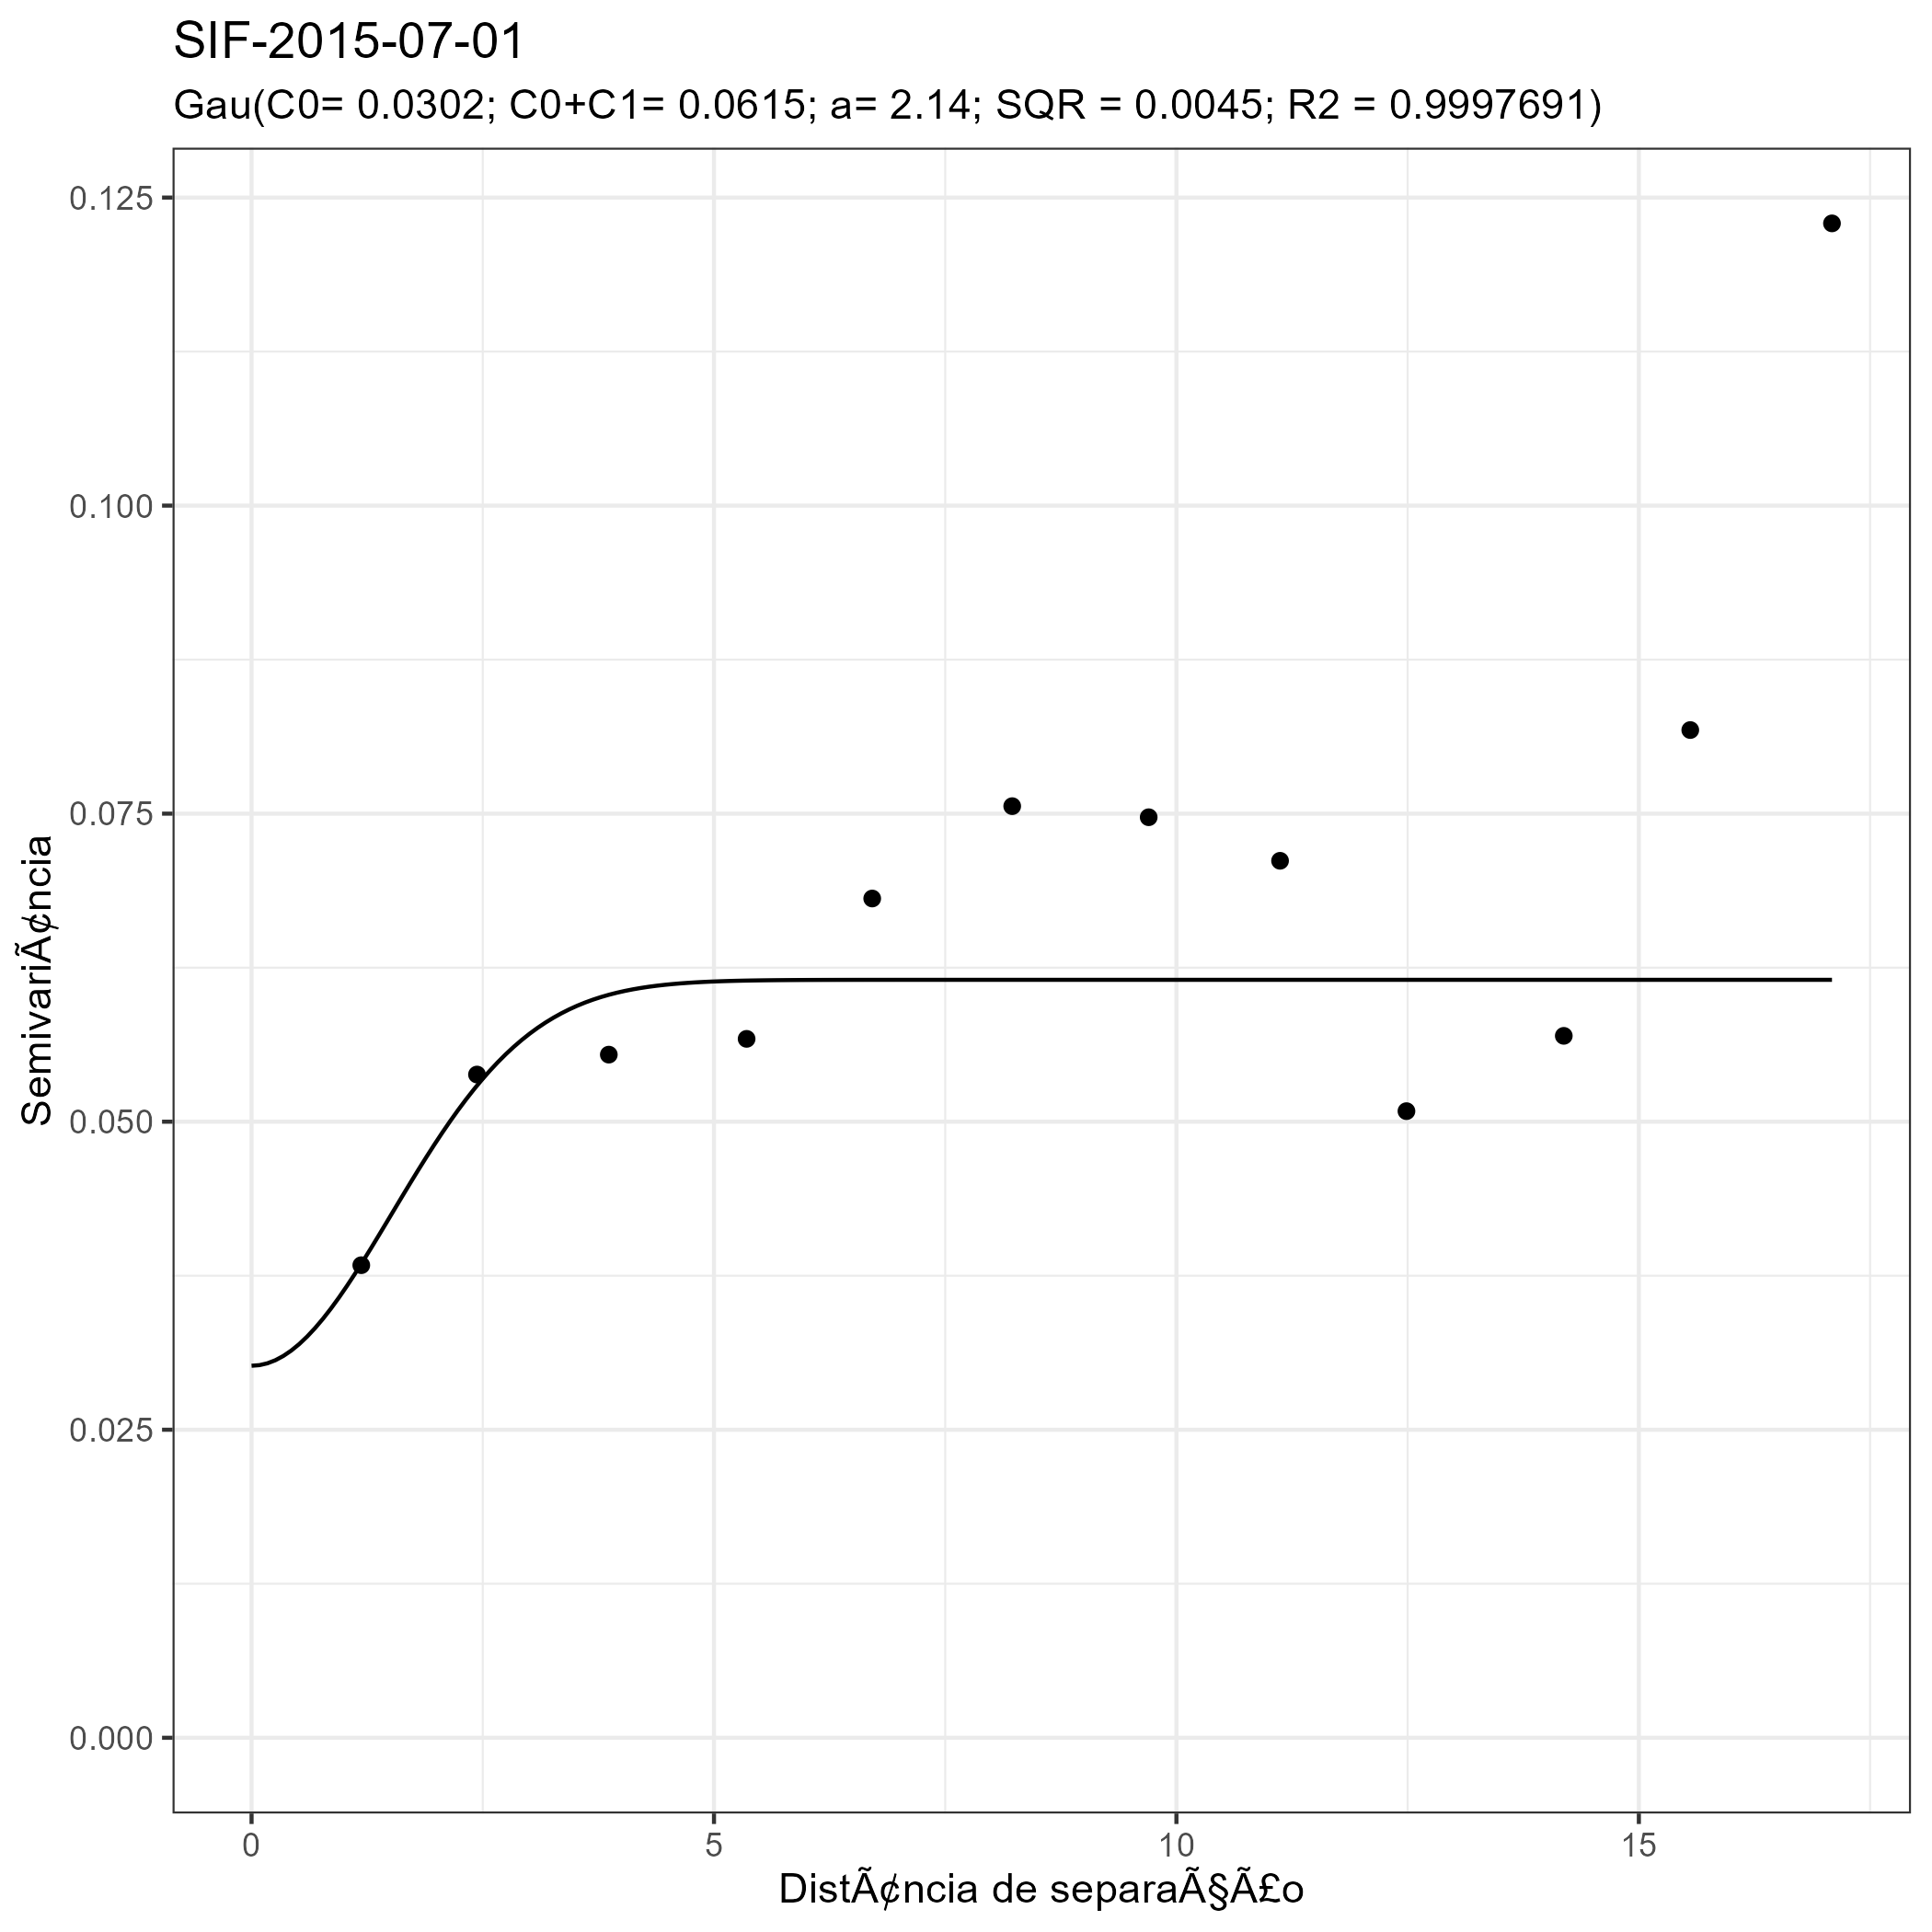 SIF-2015-07-01
Gau(C0= 0.0302; C0+C1= 0.0615; a= 2.14; SQR = 0.0045; R2 = 0.9997691)
0.125
0.100
0.075
0.050
0.025
0.000
SemivariÃ¢ncia
0 5 10 15
DistÃ¢ncia de separaÃ§Ã£o